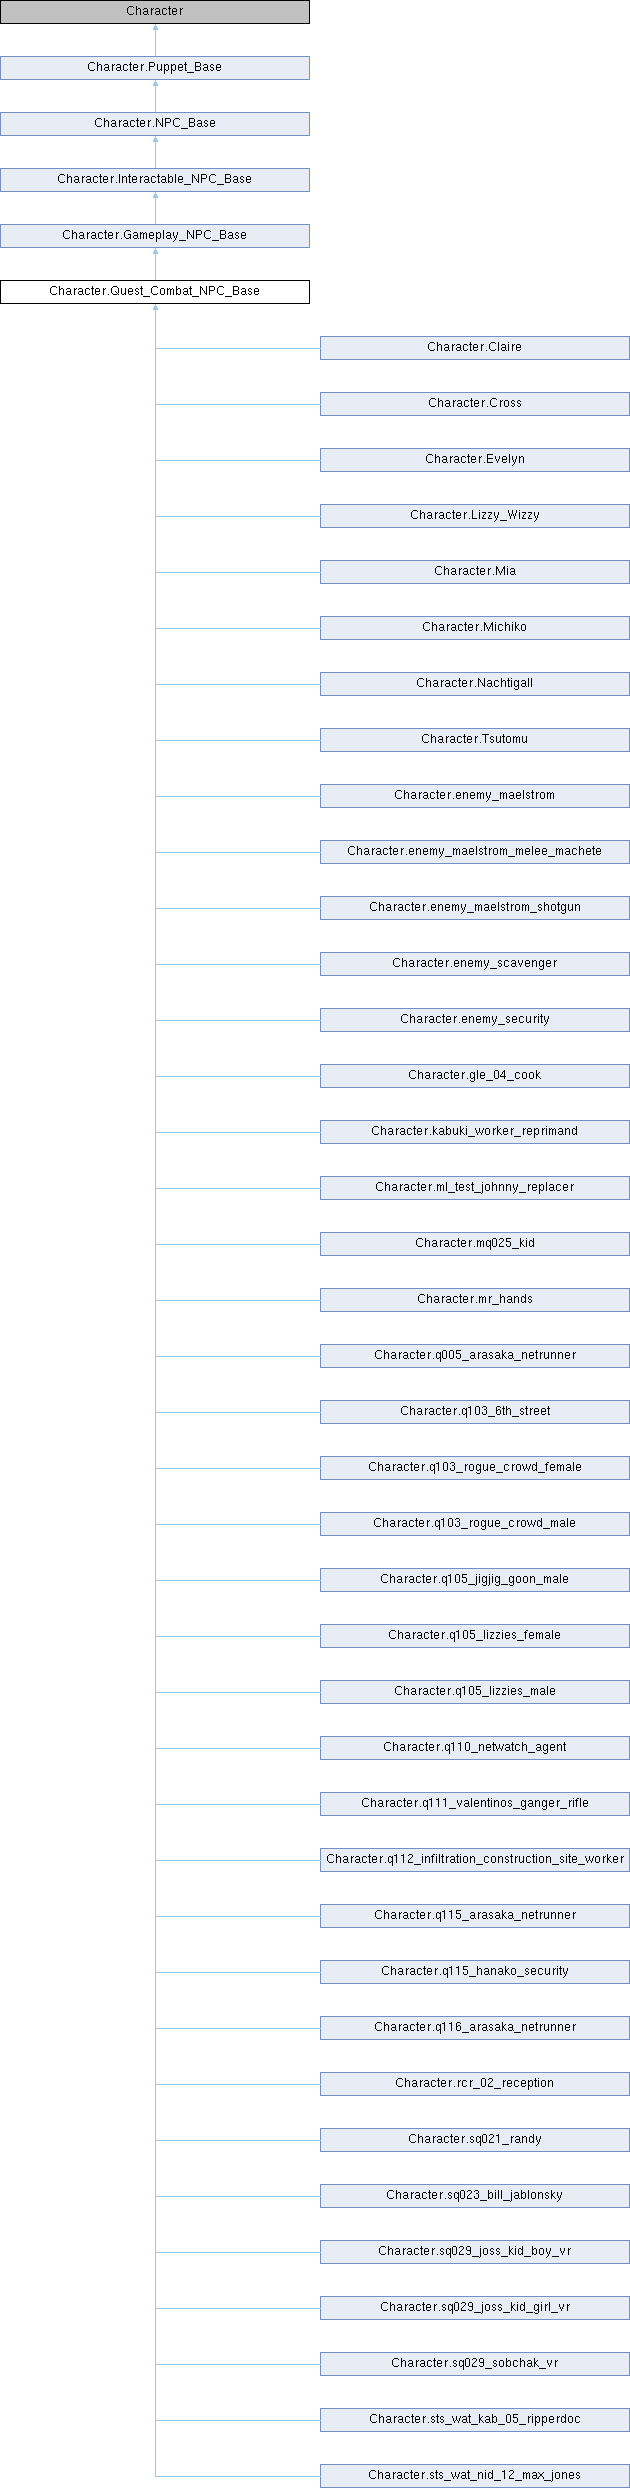 Character
Character.Puppet_Base
Character.NPC_Base
Character.Interactable_NPC_Base
Character.Gameplay_NPC_Base
Character.Quest_Combat_NPC_Base
Character.Claire
Character.Cross
Character.Evelyn
Character.Lizzy_Wizzy
Character.Mia
Character.Michiko
Character.Nachtigall
Character.Tsutomu
Character.enemy_maelstrom
Character.enemy_maelstrom_melee_machete
Character.enemy_maelstrom_shotgun
Character.enemy_scavenger
Character.enemy_security
Character.gle_04_cook
Character.kabuki_worker_reprimand
Character.ml_test_johnny_replacer
Character.mq025_kid
Character.mr_hands
Character.q005_arasaka_netrunner
Character.q103_6th_street
Character.q103_rogue_crowd_female
Character.q103_rogue_crowd_male
Character.q105_jigjig_goon_male
Character.q105_lizzies_female
Character.q105_lizzies_male
Character.q110_netwatch_agent
Character.q111_valentinos_ganger_rifle
Character.q112_infiltration_construction_site_worker
Character.q115_arasaka_netrunner
Character.q115_hanako_security
Character.q116_arasaka_netrunner
Character.rcr_02_reception
Character.sq021_randy
Character.sq023_bill_jablonsky
Character.sq029_joss_kid_boy_vr
Character.sq029_joss_kid_girl_vr
Character.sq029_sobchak_vr
Character.sts_wat_kab_05_ripperdoc
Character.sts_wat_nid_12_max_jones